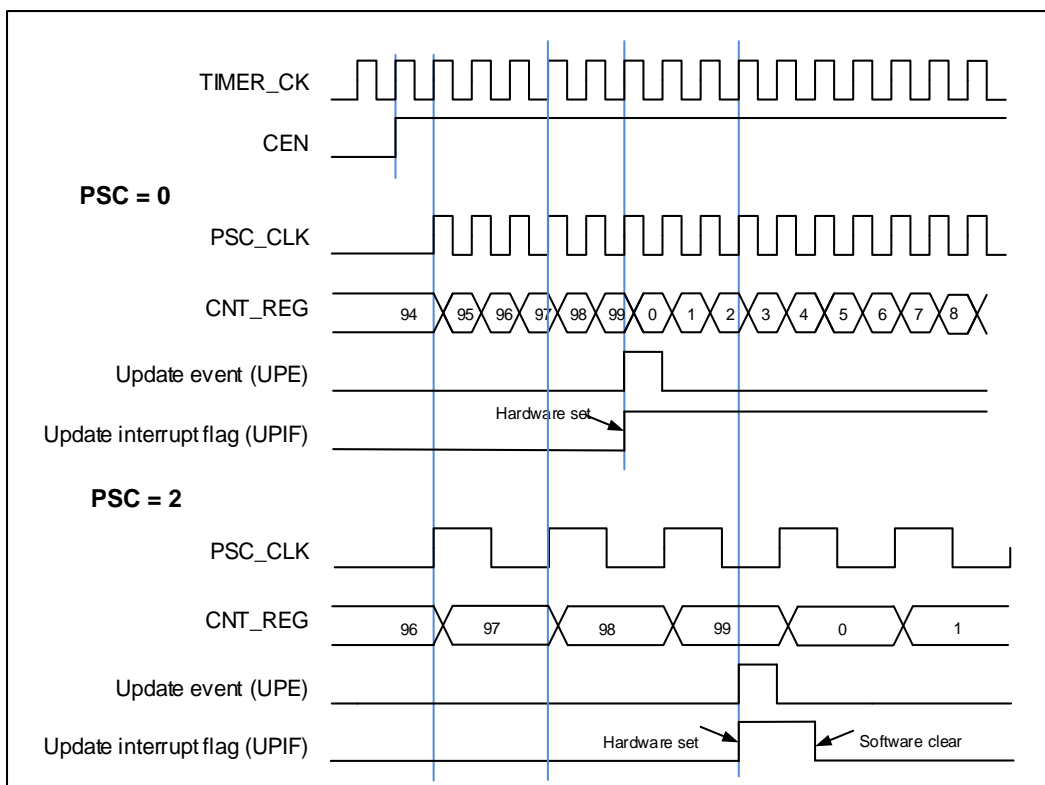 TIMER_CK
CEN
PSC = 0
PSC_CLK
CNT_REG 94 95 96 97 98 99 0 1 2 3 4 5 6 7 8
Update event (UPE)
Hardware set
Update interrupt flag (UPIF)
PSC = 2
PSC_CLK
CNT_REG 96 97 98 99 0 1
Update event (UPE)
Update interrupt flag (UPIF) Hardware set Software clear